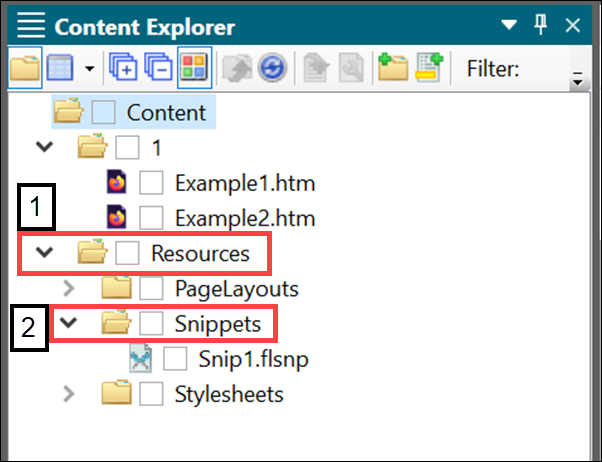 Content Explorer
Filter:
Content
1
Example1.htm
Example2.htm
1
Resources
PageLayouts
2
Snippets
Snip1.flsnp
Stylesheets